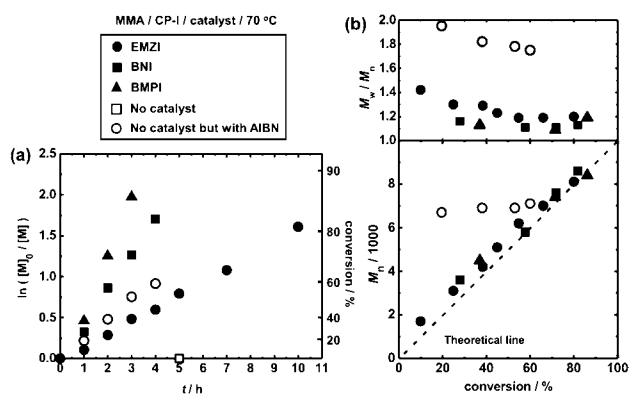 MMA / CP-I / catalyst / 70 °C
EMZI
BNI
BMPI
No catalyst
No catalyst but with AIBN
(a)
ln ( [M]0 / [M] )
2.5
2.0
1.5
1.0
0.5
0.0
0 1 2 3 4 5 6 7 8 9 10 11
t / h
90
80
60
40
20
conversion / %
(b)
Mw / Mn
2.0
1.8
1.6
1.4
1.2
1.0
Mn / 1000
8
6
4
2
0
Theoretical line
0 20 40 60 80 100
conversion / %